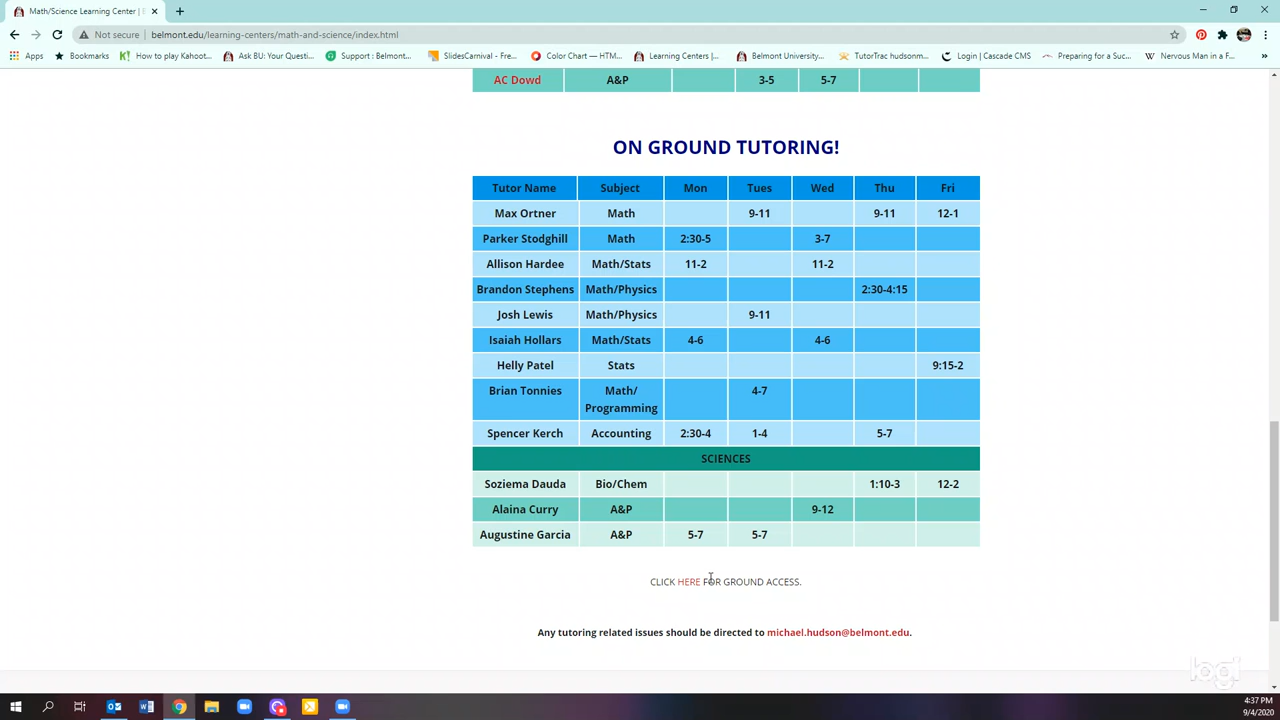 Math/Science Learning Center |
Not secure | belmont.edu/learning-centers/math-and-science/index.html
Apps Bookmarks How to play Kahoot... Ask BU: Your Questi... Support : Belmont... SlidesCarnival - Fre... Color Chart — HTM... Learning Centers |... Belmont University... TutorTrac hudsonm... Login | Cascade CMS Preparing for a Suc... Nervous Man in a F... »
AC Dowd A&P 3-5 5-7
ON GROUND TUTORING!
Tutor Name Subject Mon Tues Wed Thu Fri
Max Ortner Math 9-11 9-11 12-1
Parker Stodghill Math 2:30-5 3-7
Allison Hardee Math/Stats 11-2 11-2
Brandon Stephens Math/Physics 2:30-4:15
Josh Lewis Math/Physics 9-11
Isaiah Hollars Math/Stats 4-6 4-6
Helly Patel Stats 9:15-2
Brian Tonnies Math/ 4-7
Programming
Spencer Kerch Accounting 2:30-4 1-4 5-7
SCIENCES
Soziema Dauda Bio/Chem 1:10-3 12-2
Alaina Curry A&P 9-12
Augustine Garcia A&P 5-7 5-7
CLICK HERE FOR GROUND ACCESS.
Any tutoring related issues should be directed to michael.hudson@belmont.edu.
logi
4:37 PM
9/4/2020